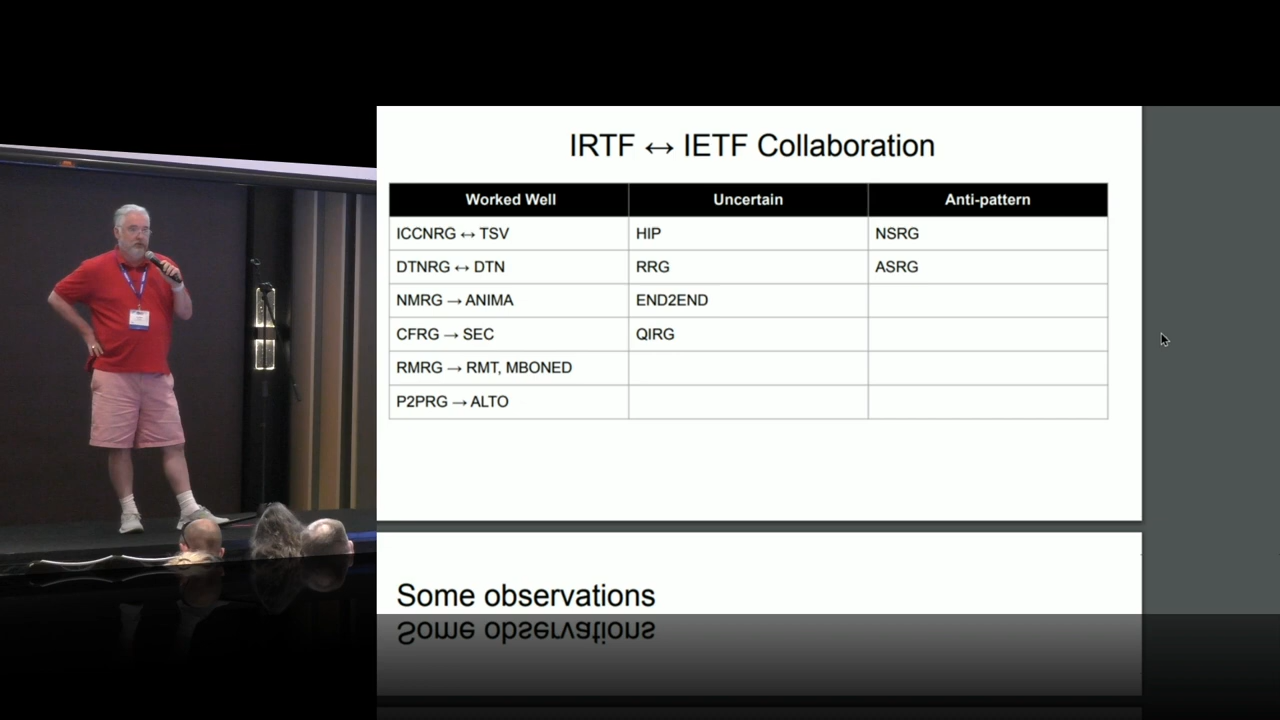 IRTF ↔ IETF Collaboration
Worked Well Uncertain Anti-pattern
ICCNRG ↔ TSV HIP NSRG
DTNRG ↔ DTN RRG ASRG
NMRG → ANIMA END2END
CFRG → SEC QIRG
RMRG → RMT, MBONED
P2PRG → ALTO
Some observations